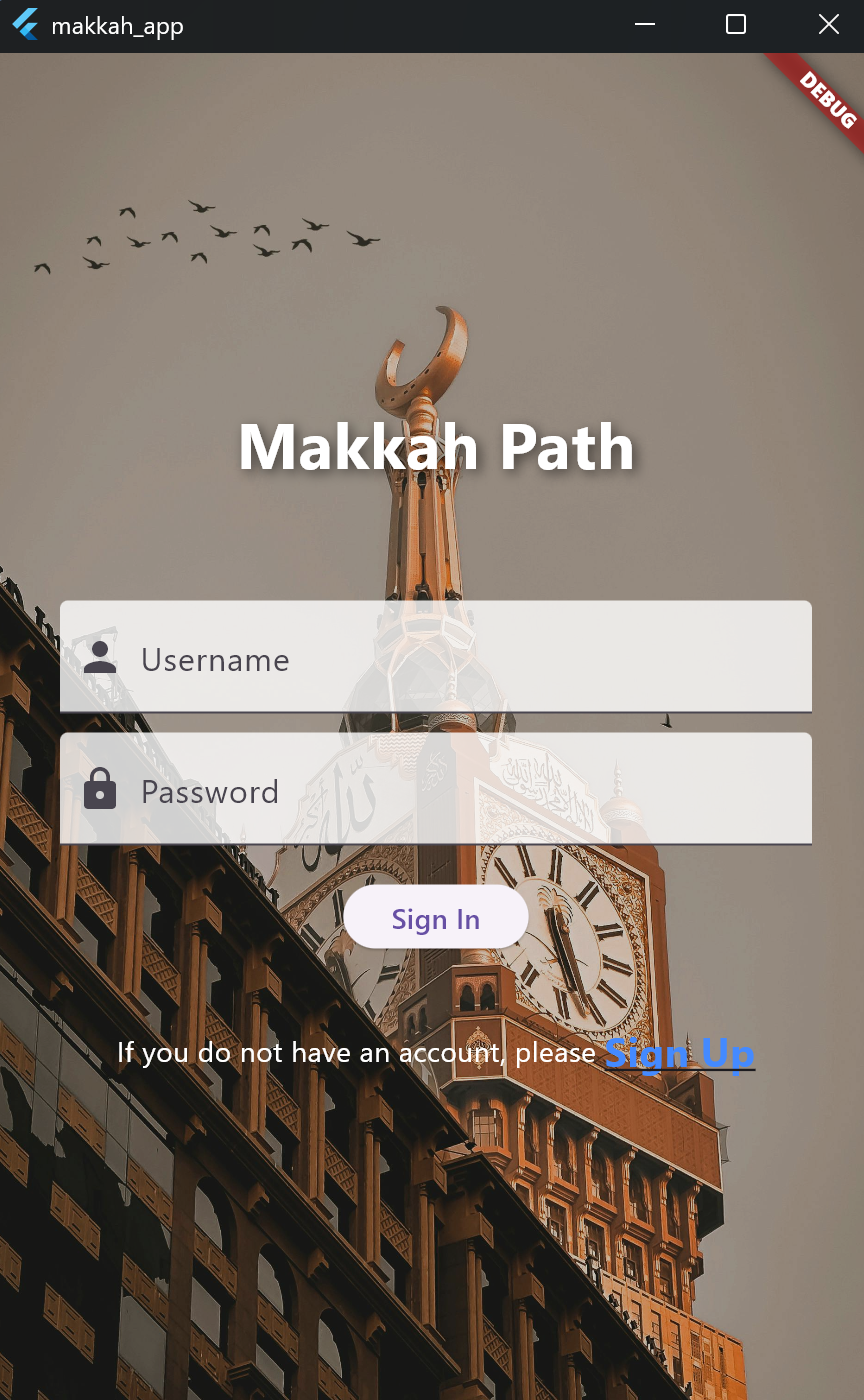 makkah_app
DEBUG
Makkah Path
Username
Password
Sign In
If you do not have an account, please Sign Up